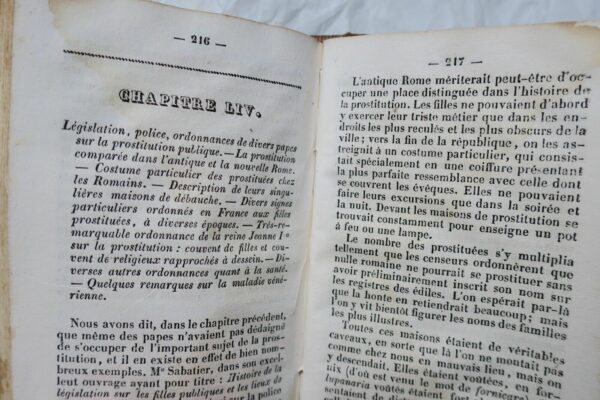 — 216 —
CHAPITRE LIV.
Législation, police, ordonnances de divers papes
sur la prostitution publique. — La prostitution
comparée dans l'antique et la nouvelle Rome.
— Costume particulier des prostituées chez
les Romains. — Description de leurs singu-
lières maisons de débauche. — Divers signes
particuliers ordonnés en France aux filles
prostituées, à diverses époques. — Très-re-
marquable ordonnance de la reine Jeanne Ire
sur la prostitution : couvent de filles et cou-
vent de religieux rapprochés à dessein. — Di-
verses autres ordonnances quant à la santé.
— Quelques remarques sur la maladie véné-
rienne.
Nous avons dit, dans le chapitre précédent,
que même des papes n'avaient pas dédaigné
de s'occuper de l'important sujet de la pros-
titution, et il en existe en effet de bien nom-
breux exemples. Me Sabatier, dans son excel-
leut ouvrage ayant pour titre : Histoire de la
législation sur les filles publiques et les lieux de
sur la police
— 217 —
L'antique Rome mériterait peut-être d'oc-
cuper une place distinguée dans l'histoire de
la prostitution. Les filles ne pouvaient d'abord
y exercer leur triste métier que dans les en-
droits les plus reculés et les plus obscurs de la
ville; vers la fin de la république, on les as-
treignit à un costume particulier, qui consis-
tait spécialement en une coiffure présentant
la plus parfaite ressemblance avec celle dont
se couvrent les évêques. Elles ne pouvaient
faire leurs excursions que dans la soirée et
la nuit. Devant les maisons de prostitution se
trouvait constamment pour enseigne un pot
à feu ou une lampe.
Le nombre des prostituées s'y multiplia
tellement que les censeurs ordonnèrent que
nulle romaine ne pourrait se prostituer sans
avoir préliminairement inscrit son nom sur
les registres des édiles. L'on espérait par-là
que la honte en retiendrait beaucoup; mais
l'on y vit bientôt figurer les noms des familles
les plus illustres.
Toutes ces maisons étaient de véritables
caveaux, en sorte que là l'on ne montait pas
comme chez nous en mauvais lieu, mais on
y descendait. Elles étaient voûtées, en for-
nix (d'où est venu le mot de fornicare)
lupanaria étaient